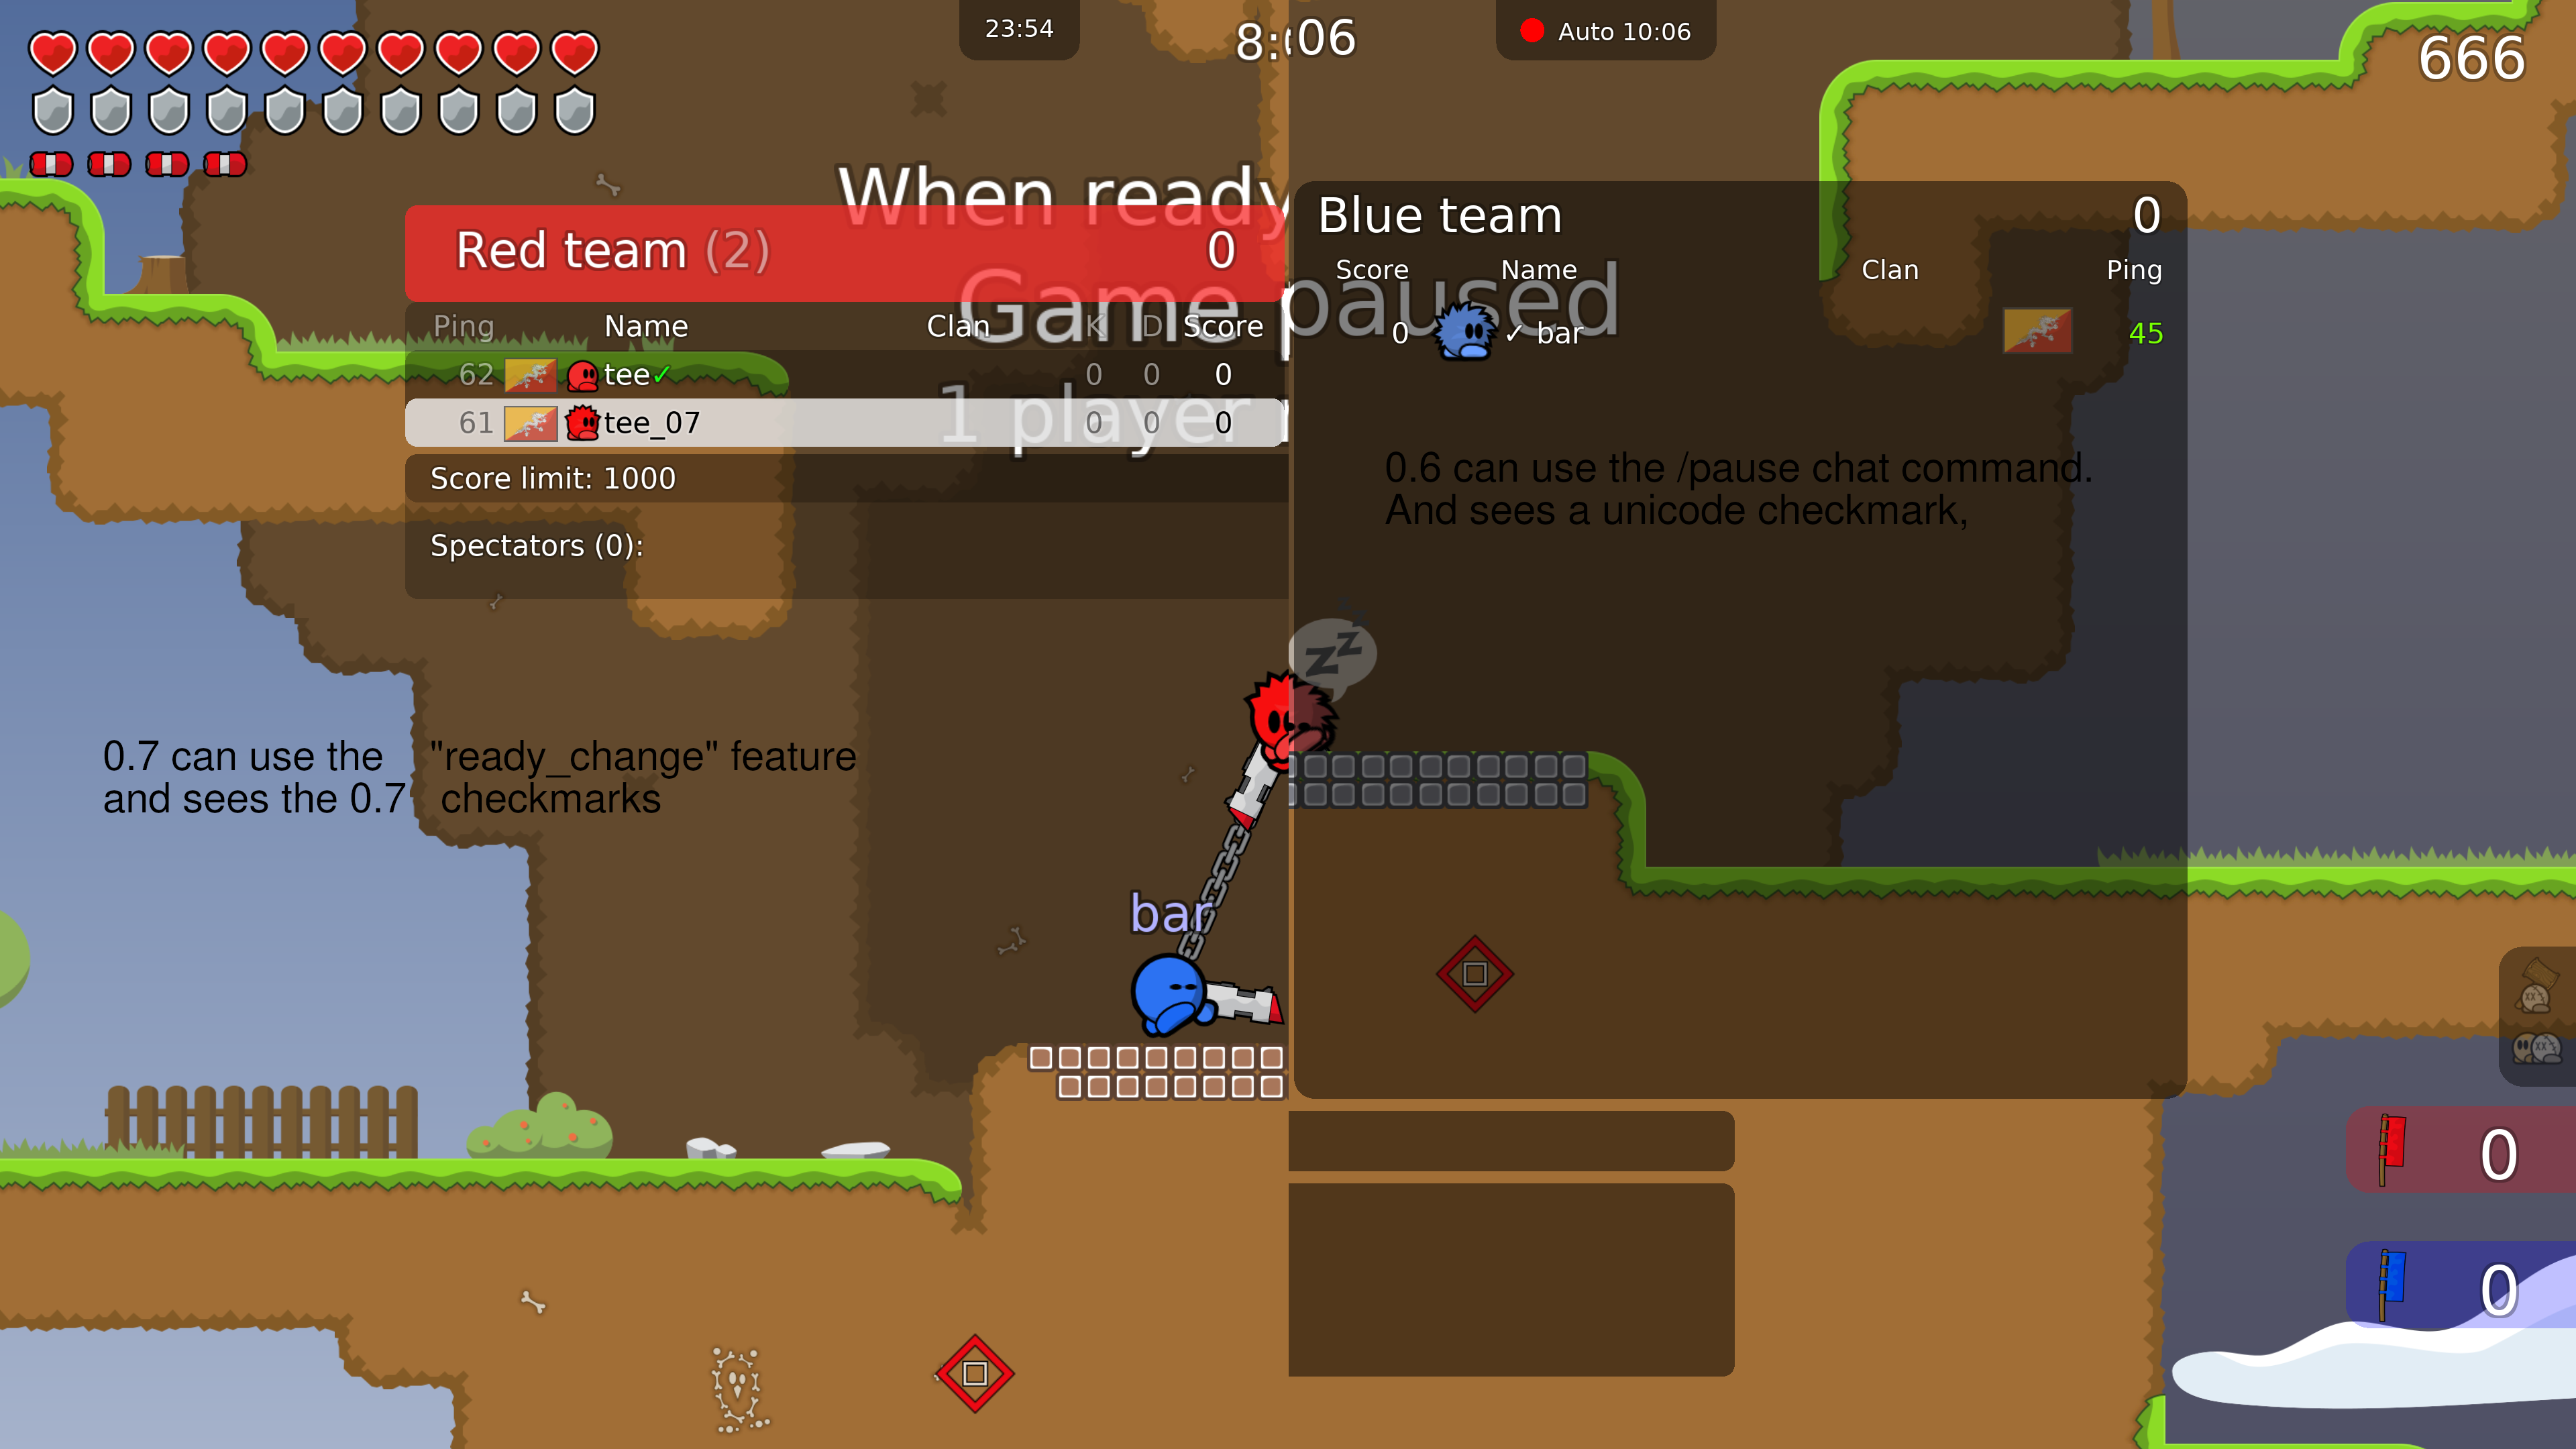 23:54
8:06
Auto 10:06
666
When ready
Red team (2) 0
Game paused
Ping Name Clan K D Score
62 tee✓ 0 0 0
1 player
61 tee_07 0 0 0
Score limit: 1000
Spectators (0):
Blue team 0
Score Name Clan Ping
0 ✓ bar 45
0.6 can use the /pause chat command.
And sees a unicode checkmark,
zzz
0.7 can use the "ready_change" feature
and sees the 0.7 checkmarks
bar
0
0